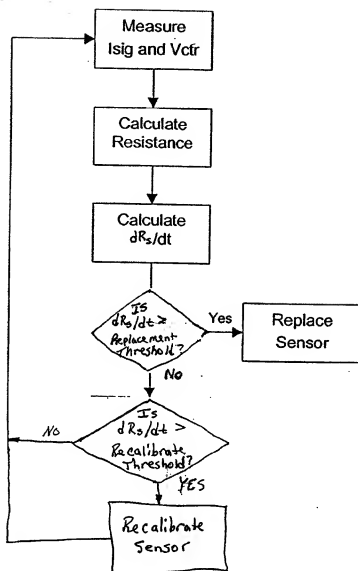 Measure
Isig and Vctr
Calculate
Resistance
Calculate
dRs/dt
Is
dRs/dt >
Replacement
Threshold?
Yes
Replace
Sensor
No
Is
dRs/dt >
Recalibrate
Threshold?
No
YES
Recalibrate
Sensor